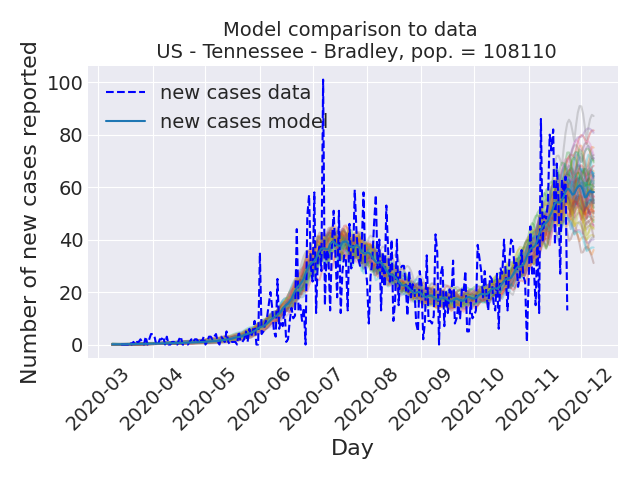 Model comparison to data
US - Tennessee - Bradley, pop. = 108110
Number of new cases reported
100
80
60
40
20
0
new cases data
new cases model
2020-03
2020-04
2020-05
2020-06
2020-07
2020-08
2020-09
2020-10
2020-11
2020-12
Day